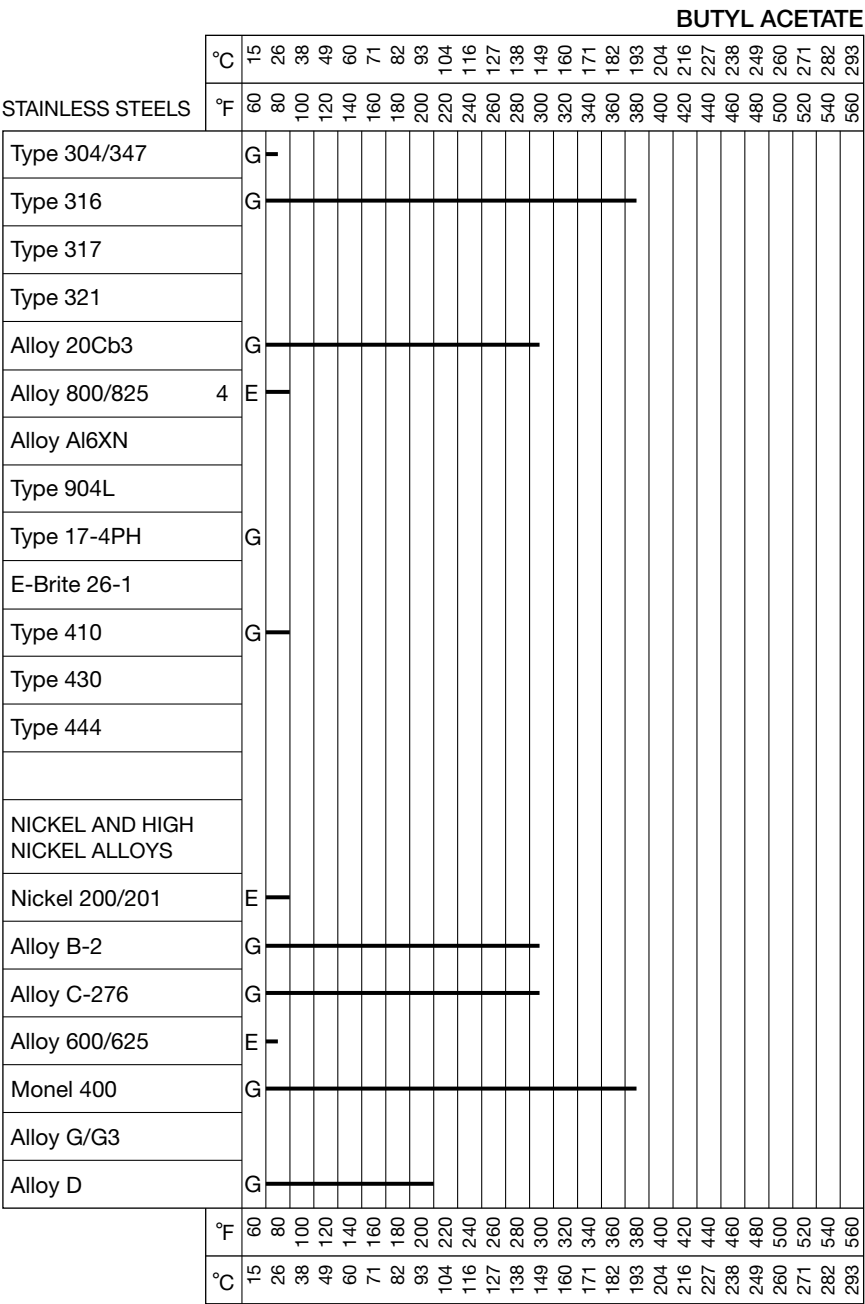 BUTYL ACETATE
°C 15 26 38 49 60 71 82 93 104 116 127 138 149 160 171 182 193 204 216 227 238 249 260 271 282 293
STAINLESS STEELS °F 60 80 100 120 140 160 180 200 220 240 260 280 300 320 340 360 380 400 420 440 460 480 500 520 540 560
Type 304/347 G
Type 316 G
Type 317
Type 321
Alloy 20Cb3 G
Alloy 800/825 4 E
Alloy Al6XN
Type 904L
Type 17-4PH G
E-Brite 26-1
Type 410 G
Type 430
Type 444
NICKEL AND HIGH
NICKEL ALLOYS
Nickel 200/201 E
Alloy B-2 G
Alloy C-276 G
Alloy 600/625 E
Monel 400 G
Alloy G/G3
Alloy D G
°F 60 80 100 120 140 160 180 200 220 240 260 280 300 320 340 360 380 400 420 440 460 480 500 520 540 560
°C 15 26 38 49 60 71 82 93 104 116 127 138 149 160 171 182 193 204 216 227 238 249 260 271 282 293